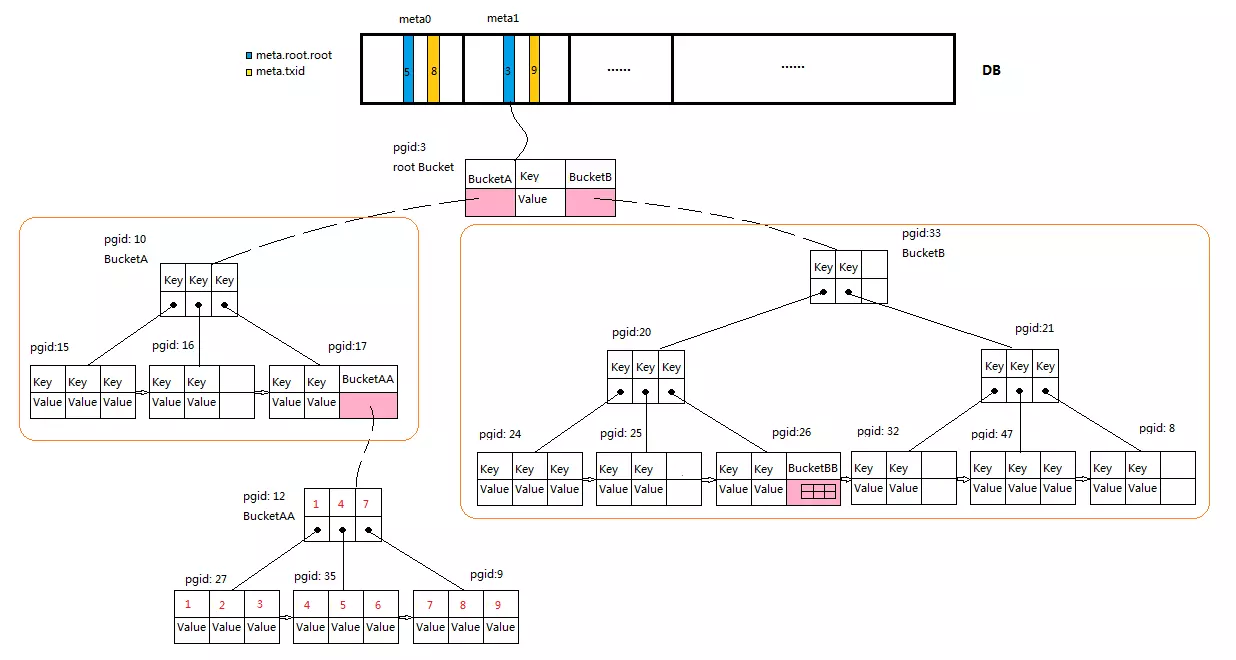 meta0 meta1
meta.root.root
meta.txid
5 8 3 9 ...... ...... DB
pgid:3
root Bucket
BucketA Key BucketB
Value
pgid: 10
BucketA
Key Key Key
pgid:33
BucketB
Key Key
pgid:15 pgid: 16 pgid:17
Key Key Key Key Key Key Key BucketAA
Value Value Value Value Value Value Value
pgid:20 pgid:21
Key Key Key Key Key Key
pgid: 24 pgid: 25 pgid:26 pgid: 32 pgid: 47 pgid: 8
Key Key Key Key Key Key Key BucketBB Key Key Key Key Key Key Key
Value Value Value Value Value Value Value Value Value Value Value Value Value Value
pgid: 12
BucketAA
1 4 7
pgid: 27 pgid: 35 pgid:9
1 2 3 4 5 6 7 8 9
Value Value Value Value Value Value Value Value Value